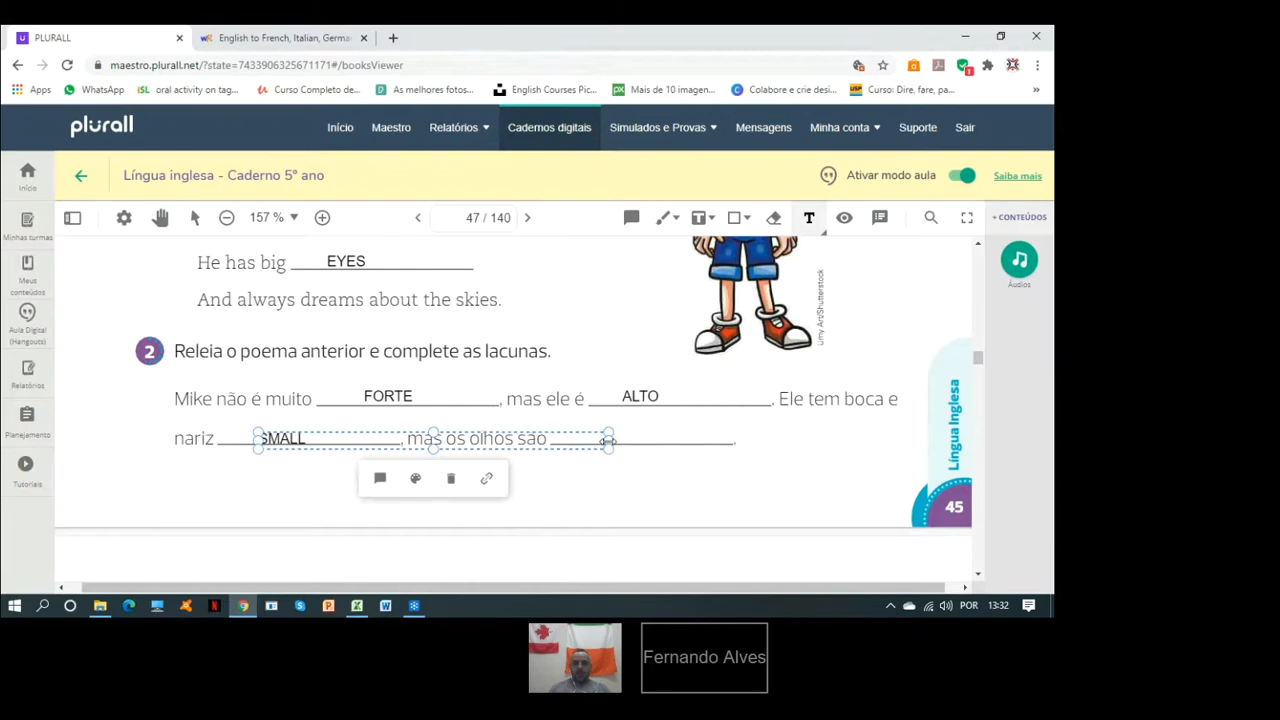 PLURALL
English to French, Italian, Germa
maestro.plurall.net/?state=7433906325671171#/booksViewer
Apps WhatsApp oral activity on tag... Curso Completo de... As melhores fotos... English Courses Pic... Mais de 10 imagen... Colabore e crie desi... Curso: Dire, fare, pa... »
plurall Início Maestro Relatórios Cadernos digitais Simulados e Provas Mensagens Minha conta Suporte Sair
Início
Língua inglesa - Caderno 5º ano Ativar modo aula Saiba mais
Minhas turmas
157 % 47 / 140 T + CONTEÚDOS
Meus conteúdos
Áudios
Aula Digital (Hangouts)
Relatórios
Planejamento
Tutoriais
He has big EYES
And always dreams about the skies.
my Art/Shutterstock
2 Releia o poema anterior e complete as lacunas.
Mike não é muito FORTE, mas ele é ALTO. Ele tem boca e
nariz SMALL, mas os olhos são .
Língua Inglesa
45
POR 13:32
Fernando Alves